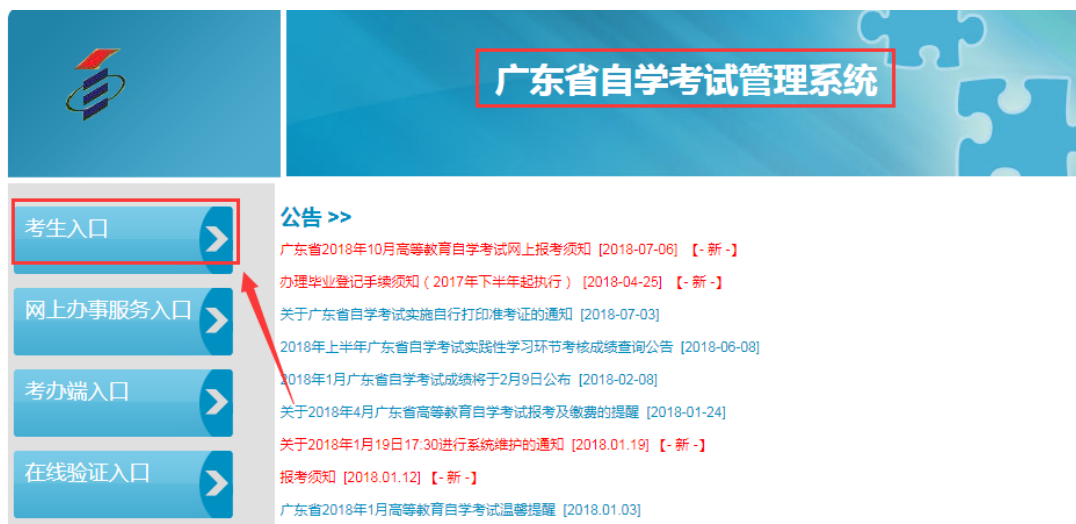 广东省自学考试管理系统
考生入口
网上办事服务入口
考办端入口
在线验证入口
公告 >>
广东省2018年10月高等教育自学考试网上报考须知 [2018-07-06] 【- 新 -】
办理毕业登记手续须知（2017年下半年起执行） [2018-04-25] 【- 新 -】
关于广东省自学考试实施自行打印准考证的通知 [2018-07-03]
2018年上半年广东省自学考试实践性学习环节考核成绩查询公告 [2018-06-08]
2018年1月广东省自学考试成绩将于2月9日公布 [2018-02-08]
关于2018年4月广东省高等教育自学考试报考及缴费的提醒 [2018-01-24]
关于2018年1月19日17:30进行系统维护的通知 [2018.01.19] 【- 新 -】
报考须知 [2018.01.12] 【- 新 -】
广东省2018年1月高等教育自学考试温馨提醒 [2018.01.03]